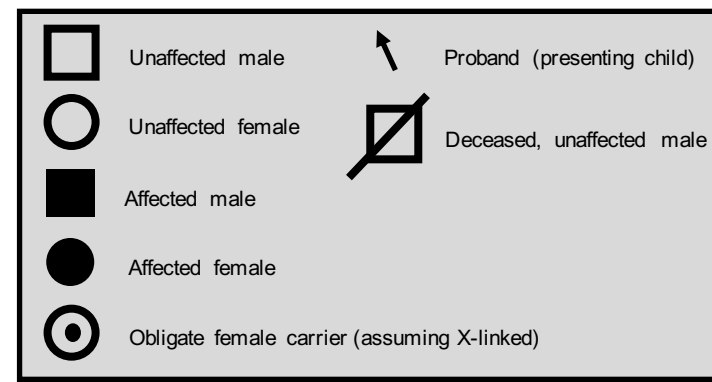 Unaffected male
Proband (presenting child)
Unaffected female
Deceased, unaffected male
Affected male
Affected female
Obligate female carrier (assuming X-linked)